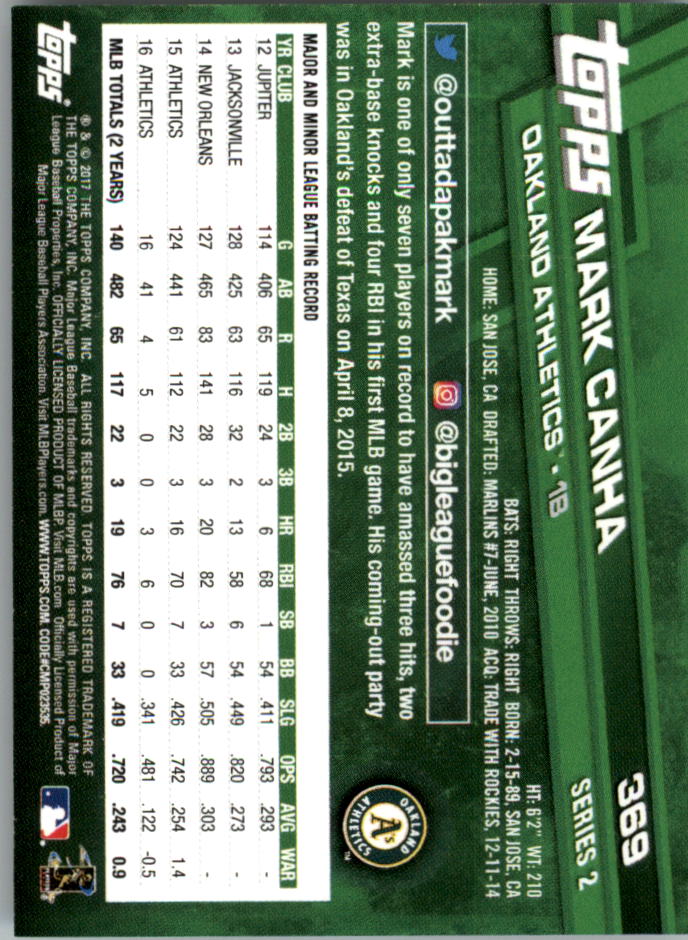 topps MARK CANHA 369
OAKLAND ATHLETICS® • 1B SERIES 2
HT: 6'2" WT: 210
BATS: RIGHT THROWS: RIGHT BORN: 2-15-89, SAN JOSE, CA
HOME: SAN JOSE, CA DRAFTED: MARLINS #7-JUNE, 2010 ACQ: TRADE WITH ROCKIES, 12-11-14
@outtadapakmark @bigleaguefoodie
Mark is one of only seven players on record to have amassed three hits, two
extra-base knocks and four RBI in his first MLB game. His coming-out party
was in Oakland's defeat of Texas on April 8, 2015.
OAKLAND ATHLETICS A's TM
MAJOR AND MINOR LEAGUE BATTING RECORD
YR CLUB G AB R H 2B 3B HR RBI SB BB SLG OPS AVG WAR
12 JUPITER 114 406 65 119 24 3 6 68 1 54 .411 .793 .293 -
13 JACKSONVILLE 128 425 63 116 32 2 13 58 6 54 .449 .820 .273 -
14 NEW ORLEANS 127 465 83 141 28 3 20 82 3 57 .505 .889 .303 -
15 ATHLETICS 124 441 61 112 22 3 16 70 7 33 .426 .742 .254 1.4
16 ATHLETICS 16 41 4 5 0 0 3 6 0 0 .341 .481 .122 -0.5
MLB TOTALS (2 YEARS) 140 482 65 117 22 3 19 76 7 33 .419 .720 .243 0.9
topps®
® & © 2017 THE TOPPS COMPANY, INC. ALL RIGHTS RESERVED. TOPPS IS A REGISTERED TRADEMARK OF
THE TOPPS COMPANY, INC. Major League Baseball trademarks and copyrights are used with permission of Major
League Baseball Properties, Inc. OFFICIALLY LICENSED PRODUCT OF MLBP. Visit MLB.com Officially Licensed Product of
Major League Baseball Players Association. Visit MLBPlayers.com. WWW.TOPPS.COM. CODE#CMP023535.